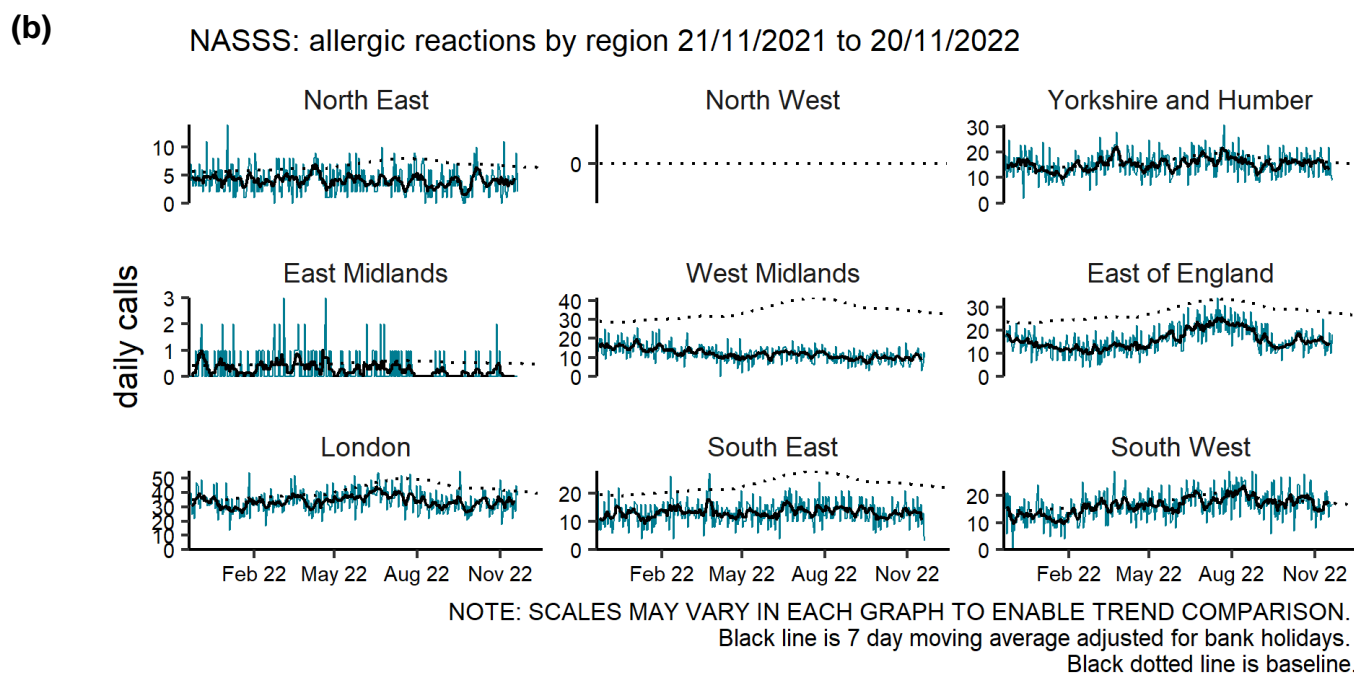 (b)
NASSS: allergic reactions by region 21/11/2021 to 20/11/2022
North East
North West
Yorkshire and Humber
10
5
0
0
30
20
10
0
East Midlands
West Midlands
East of England
daily calls
3
2
1
0
40
30
20
10
0
30
20
10
0
London
South East
South West
50
40
30
20
10
0
20
10
0
20
10
0
Feb 22 May 22 Aug 22 Nov 22
Feb 22 May 22 Aug 22 Nov 22
Feb 22 May 22 Aug 22 Nov 22
NOTE: SCALES MAY VARY IN EACH GRAPH TO ENABLE TREND COMPARISON.
Black line is 7 day moving average adjusted for bank holidays.
Black dotted line is baseline.